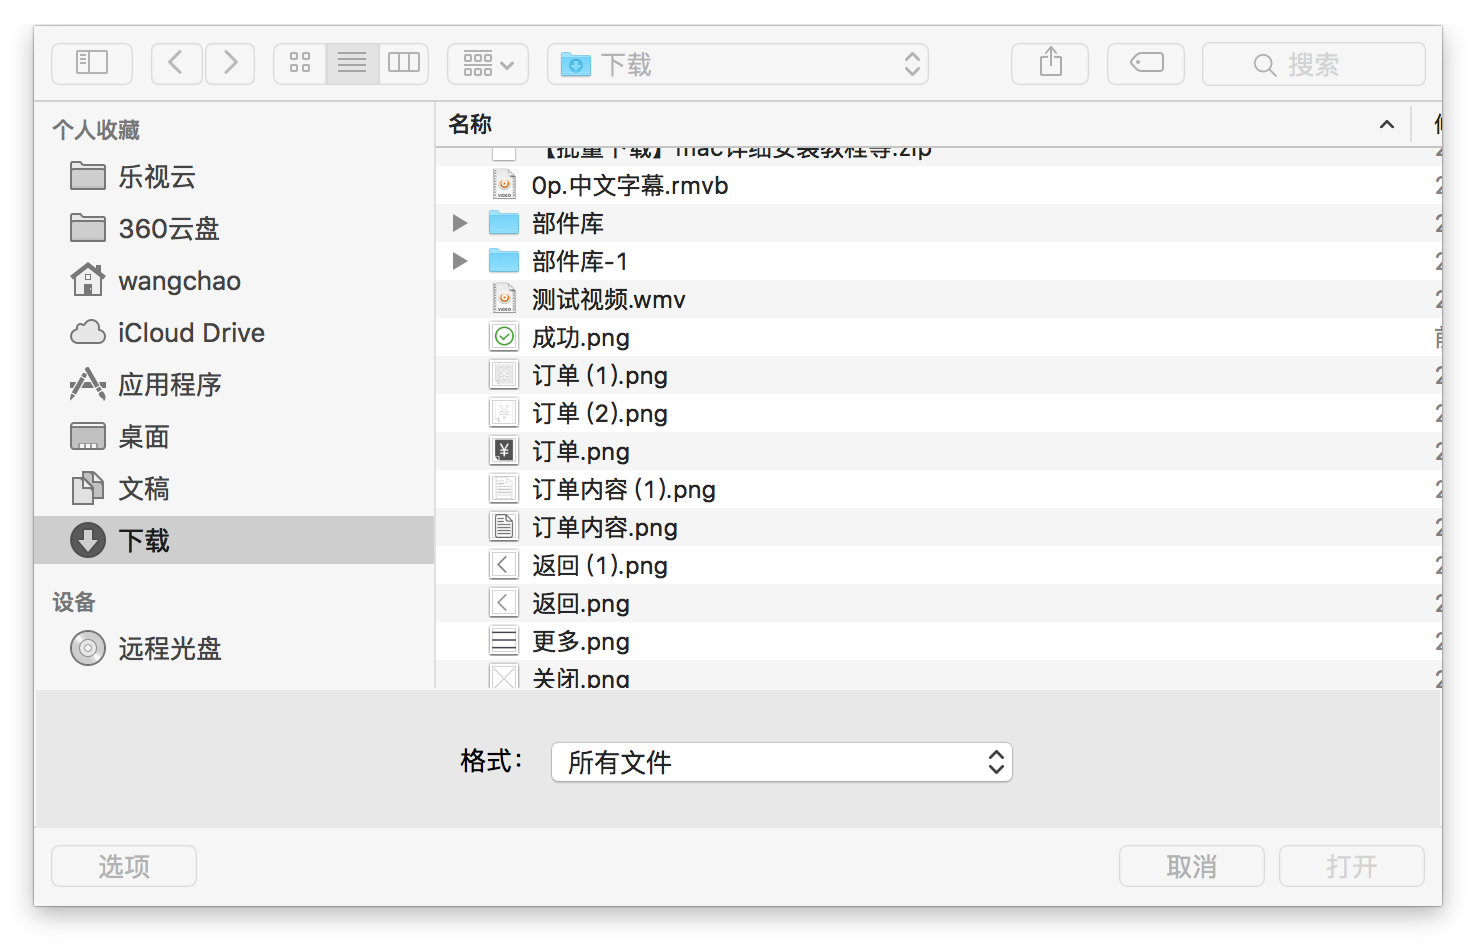 下载
搜索
个人收藏
乐视云
360云盘
wangchao
iCloud Drive
应用程序
桌面
文稿
下载
设备
远程光盘
名称
【批量下载】mac详细安装教程等.zip
0p.中文字幕.rmvb
部件库
部件库-1
测试视频.wmv
成功.png
订单 (1).png
订单 (2).png
订单.png
订单内容 (1).png
订单内容.png
返回 (1).png
返回.png
更多.png
关闭.png
格式：
所有文件
选项
取消
打开